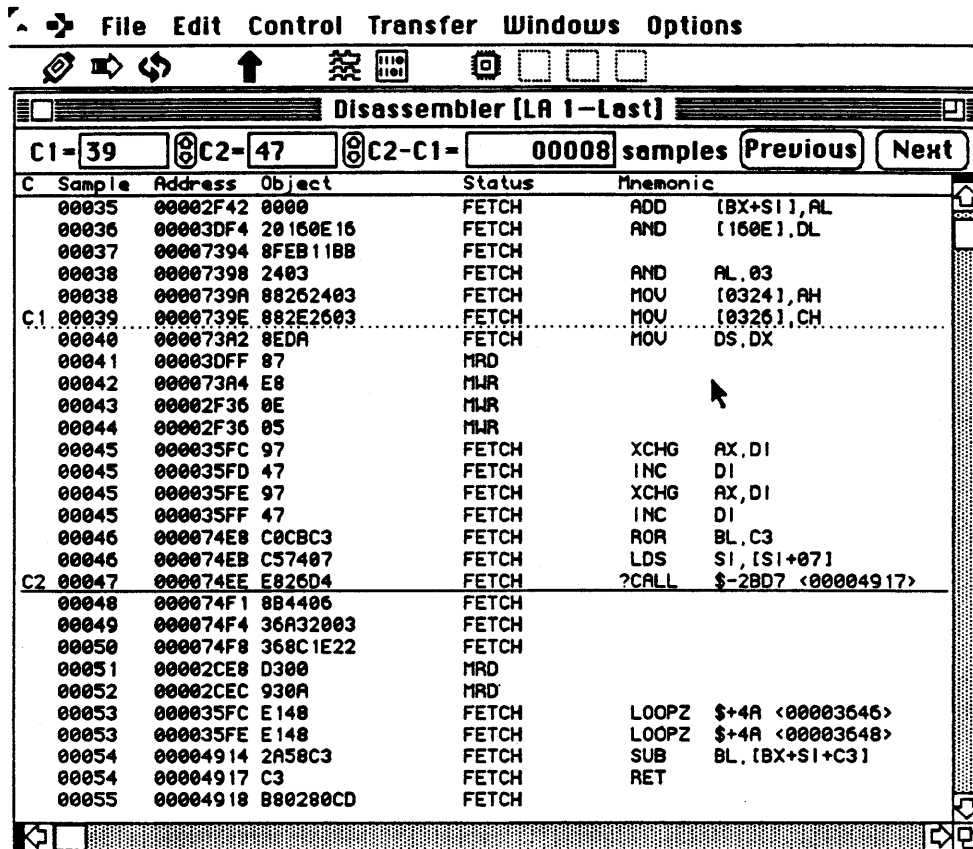 File Edit Control Transfer Windows Options
Disassembler [LA 1-Last]
C1= 39 C2= 47 C2-C1= 00008 samples Previous Next
C Sample Address Object Status Mnemonic
00035 00002F42 0000 FETCH ADD [BX+SI],AL
00036 00003DF4 20160E16 FETCH AND [160E],DL
00037 00007394 8FEB11BB FETCH
00038 00007398 2403 FETCH AND AL,03
00038 0000739A 88262403 FETCH MOV [0324],AH
C1 00039 0000739E 882E2603 FETCH MOV [0326],CH
00040 000073A2 8EDA FETCH MOV DS,DX
00041 00003DFF 87 MRD
00042 000073A4 E8 MWR
00043 00002F36 0E MWR
00044 00002F36 05 MWR
00045 000035FC 97 FETCH XCHG AX,DI
00045 000035FD 47 FETCH INC DI
00045 000035FE 97 FETCH XCHG AX,DI
00045 000035FF 47 FETCH INC DI
00046 000074E8 C0CBC3 FETCH ROR BL,C3
00046 000074EB C57407 FETCH LDS SI,[SI+07]
C2 00047 000074EE E826D4 FETCH ?CALL $-2BD7 <00004917>
00048 000074F1 8B4406 FETCH
00049 000074F4 36A32003 FETCH
00050 000074F8 368C1E22 FETCH
00051 00002CE8 D300 MRD
00052 00002CEC 930A MRD
00053 000035FC E148 FETCH LOOPZ $+4A <00003646>
00053 000035FE E148 FETCH LOOPZ $+4A <00003648>
00054 00004914 2A58C3 FETCH SUB BL,[BX+SI+C3]
00054 00004917 C3 FETCH RET
00055 00004918 B80280CD FETCH